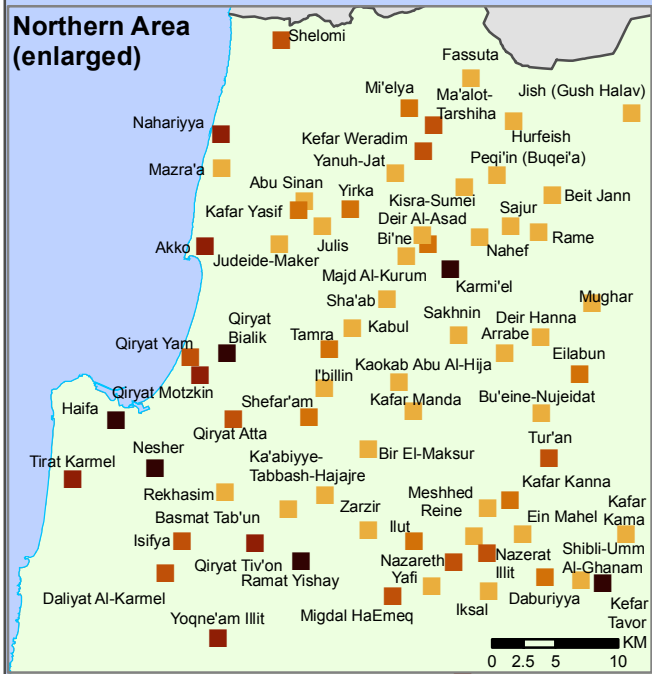 Northern Area
(enlarged)
Shelomi
Fassuta
Mi'elya
Ma'alot-
Tarshiha
Jish (Gush Halav)
Nahariyya
Hurfeish
Kefar Weradim
Yanuh-Jat
Peqi'in (Buqei'a)
Mazra'a
Abu Sinan
Yirka
Kisra-Sumei
Beit Jann
Kafar Yasif
Deir Al-Asad
Sajur
Julis
Bi'ne
Nahef
Rame
Akko
Judeide-Maker
Majd Al-Kurum
Karmi'el
Sha'ab
Mughar
Qiryat
Bialik
Kabul
Sakhnin
Deir Hanna
Qiryat Yam
Tamra
Arrabe
Eilabun
I'billin
Kaokab Abu Al-Hija
Qiryat Motzkin
Shefar'am
Kafar Manda
Bu'eine-Nujeidat
Haifa
Qiryat Atta
Nesher
Tur'an
Bir El-Maksur
Tirat Karmel
Ka'abiyye-
Tabbash-Hajajre
Kafar Kanna
Rekhasim
Meshhed
Kafar
Kama
Zarzir
Reine
Ein Mahel
Basmat Tab'un
Ilut
Isifya
Shibli-Umm
Al-Ghanam
Nazareth
Nazerat
Illit
Qiryat Tiv'on
Ramat Yishay
Yafi
Daliyat Al-Karmel
Daburiyya
Kefar
Tavor
Migdal HaEmeq
Iksal
Yoqne'am Illit
KM
0 2.5 5 10